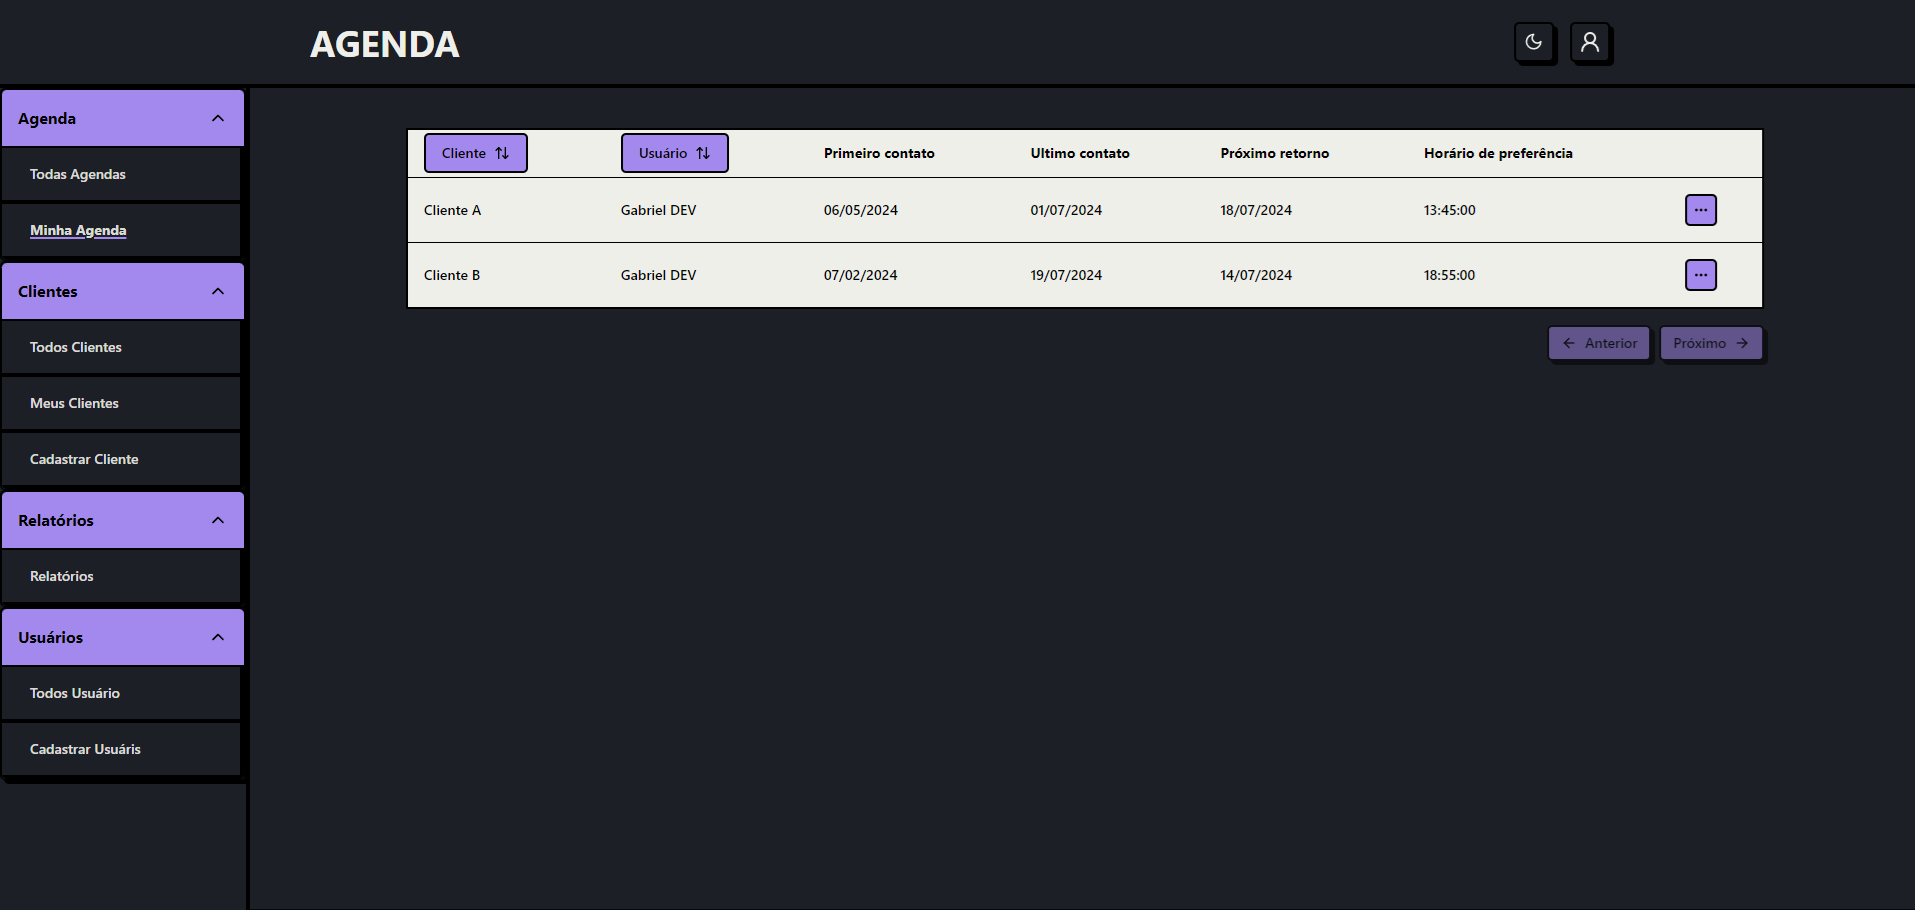 AGENDA
Agenda
Todas Agendas
Minha Agenda
Clientes
Todos Clientes
Meus Clientes
Cadastrar Cliente
Relatórios
Relatórios
Usuários
Todos Usuário
Cadastrar Usuáris
Cliente Usuário Primeiro contato Ultimo contato Próximo retorno Horário de preferência
Cliente A Gabriel DEV 06/05/2024 01/07/2024 18/07/2024 13:45:00
Cliente B Gabriel DEV 07/02/2024 19/07/2024 14/07/2024 18:55:00
Anterior Próximo